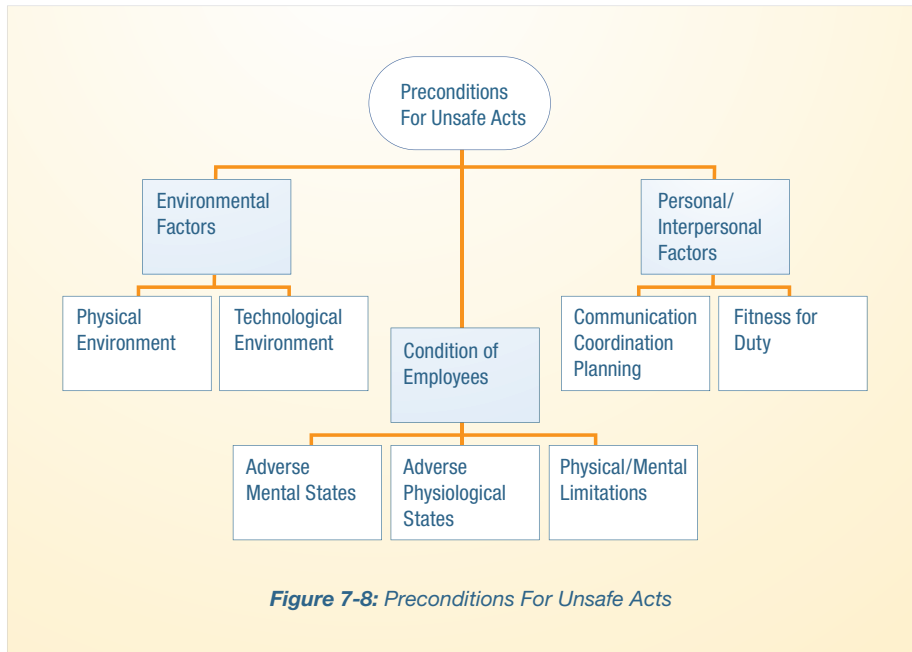 Preconditions
For Unsafe Acts
Environmental
Factors
Personal/
Interpersonal
Factors
Physical
Environment
Technological
Environment
Condition of
Employees
Communication
Coordination
Planning
Fitness for
Duty
Adverse
Mental States
Adverse
Physiological
States
Physical/Mental
Limitations
Figure 7-8: Preconditions For Unsafe Acts